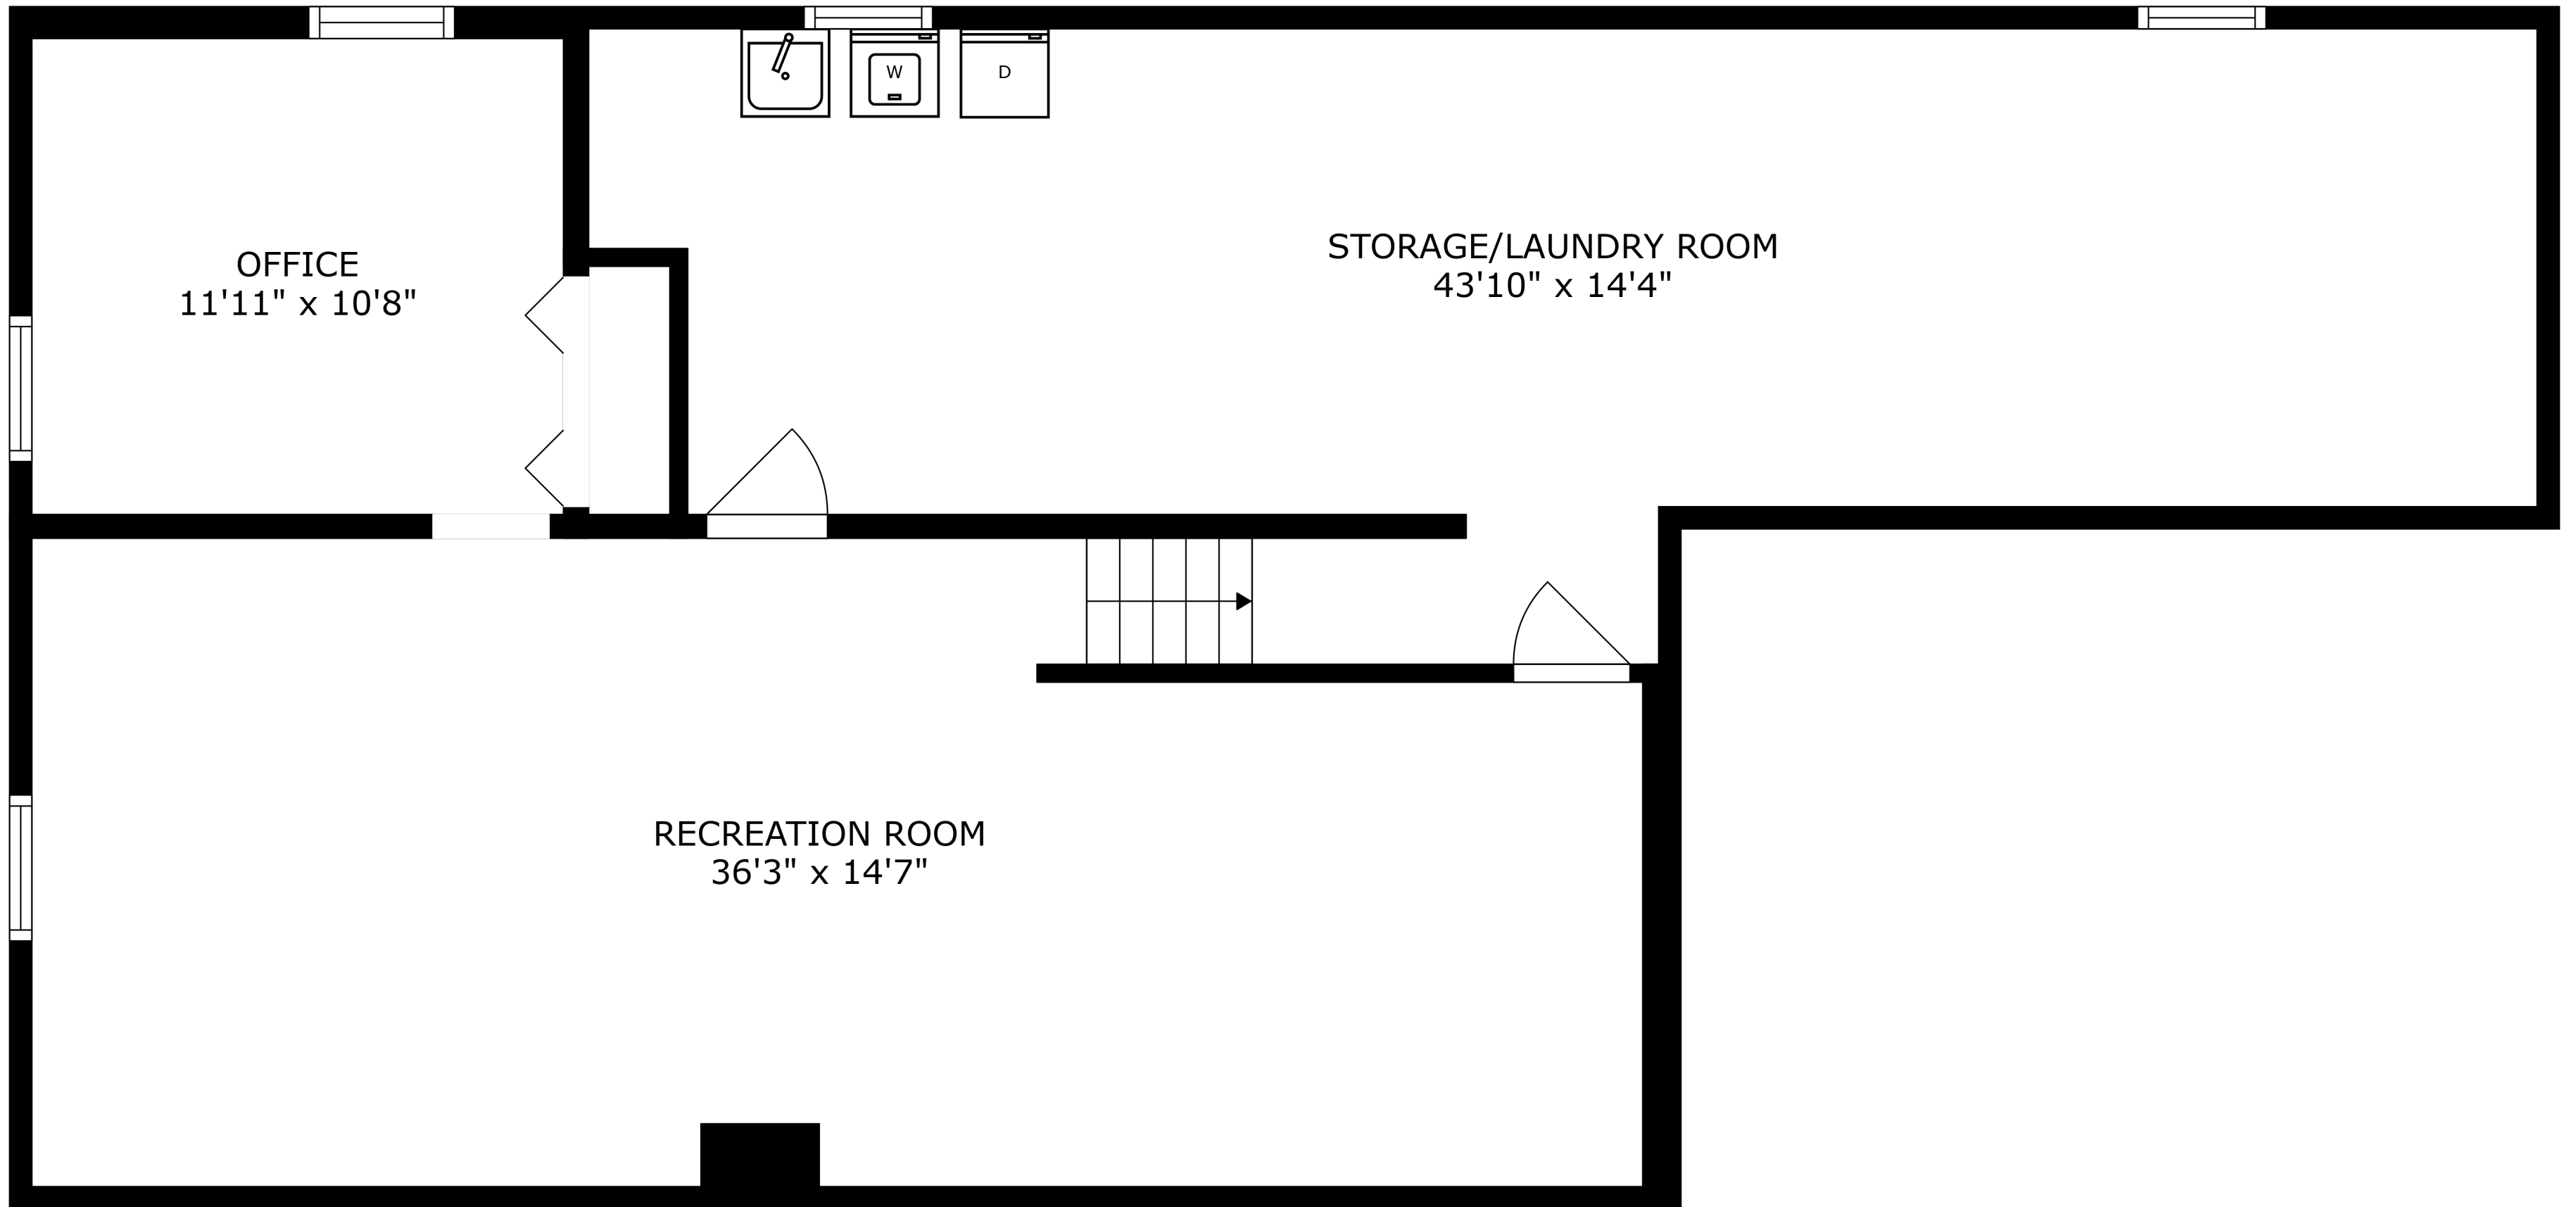 W
D
OFFICE
11'11" x 10'8"
STORAGE/LAUNDRY ROOM
43'10" x 14'4"
RECREATION ROOM
36'3" x 14'7"